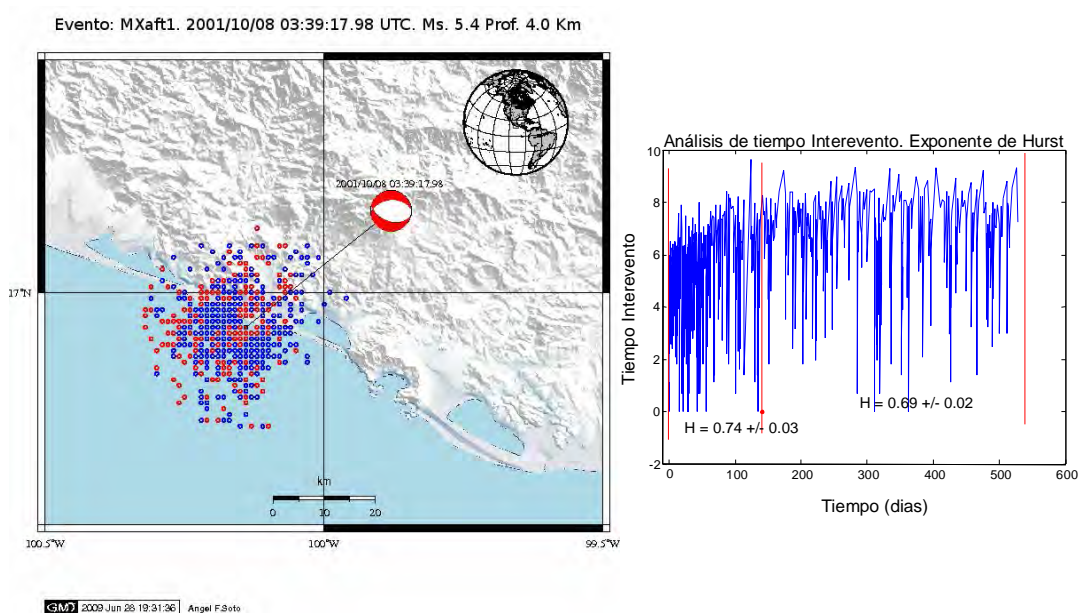 Evento: MXaft1. 2001/10/08 03:39:17.98 UTC. Ms. 5.4 Prof. 4.0 Km
2001/10/08 03:39:17.98
17°N
km
0 10 20
100.5°W 100°W 99.5°W
GMT 2009 Jun 28 19:31:36 Angel F.Soto
Análisis de tiempo Interevento. Exponente de Hurst
Tiempo Interevento
10
8
6
4
2
0
-2
H = 0.69 +/- 0.02
H = 0.74 +/- 0.03
0 100 200 300 400 500 600
Tiempo (dias)